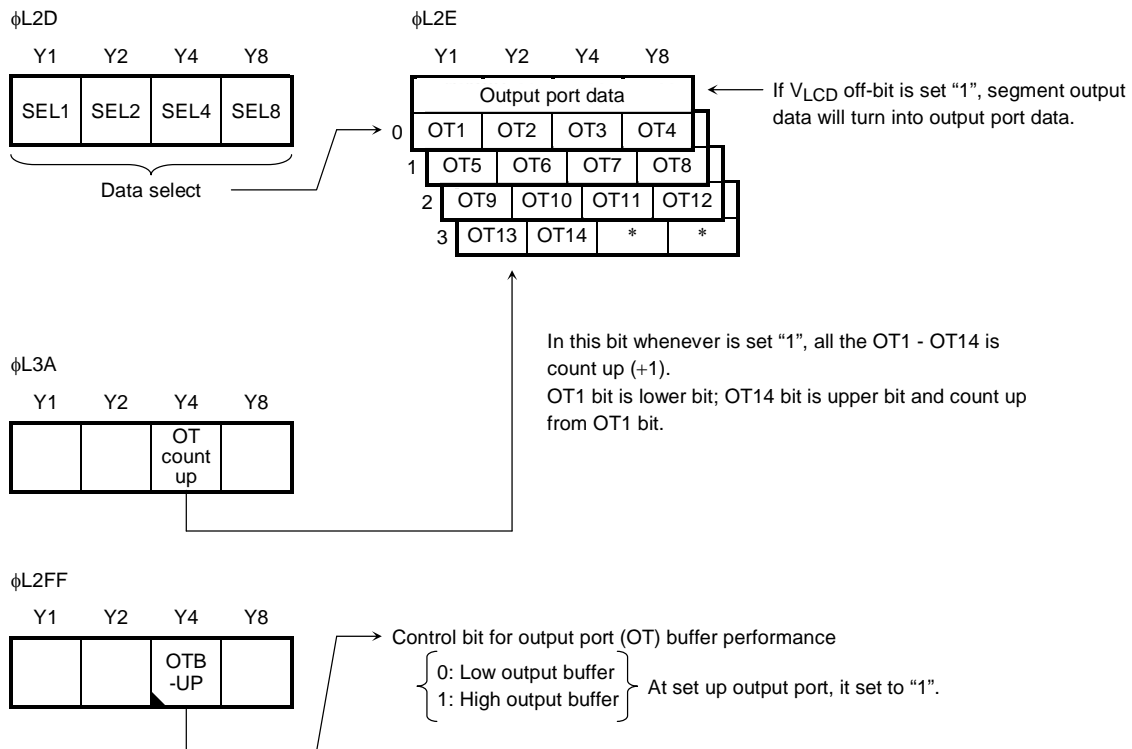 ϕL2D
Y1 Y2 Y4 Y8
SEL1 SEL2 SEL4 SEL8
Data select
ϕL2E
Y1 Y2 Y4 Y8
Output port data
0 OT1 OT2 OT3 OT4
1 OT5 OT6 OT7 OT8
2 OT9 OT10 OT11 OT12
3 OT13 OT14 * *
If VLCD off-bit is set “1”, segment output
data will turn into output port data.
In this bit whenever is set “1”, all the OT1 - OT14 is
count up (+1).
OT1 bit is lower bit; OT14 bit is upper bit and count up
from OT1 bit.
ϕL3A
Y1 Y2 Y4 Y8
OT
count
up
ϕL2FF
Y1 Y2 Y4 Y8
OTB
-UP
Control bit for output port (OT) buffer performance
0: Low output buffer
1: High output buffer
At set up output port, it set to “1”.